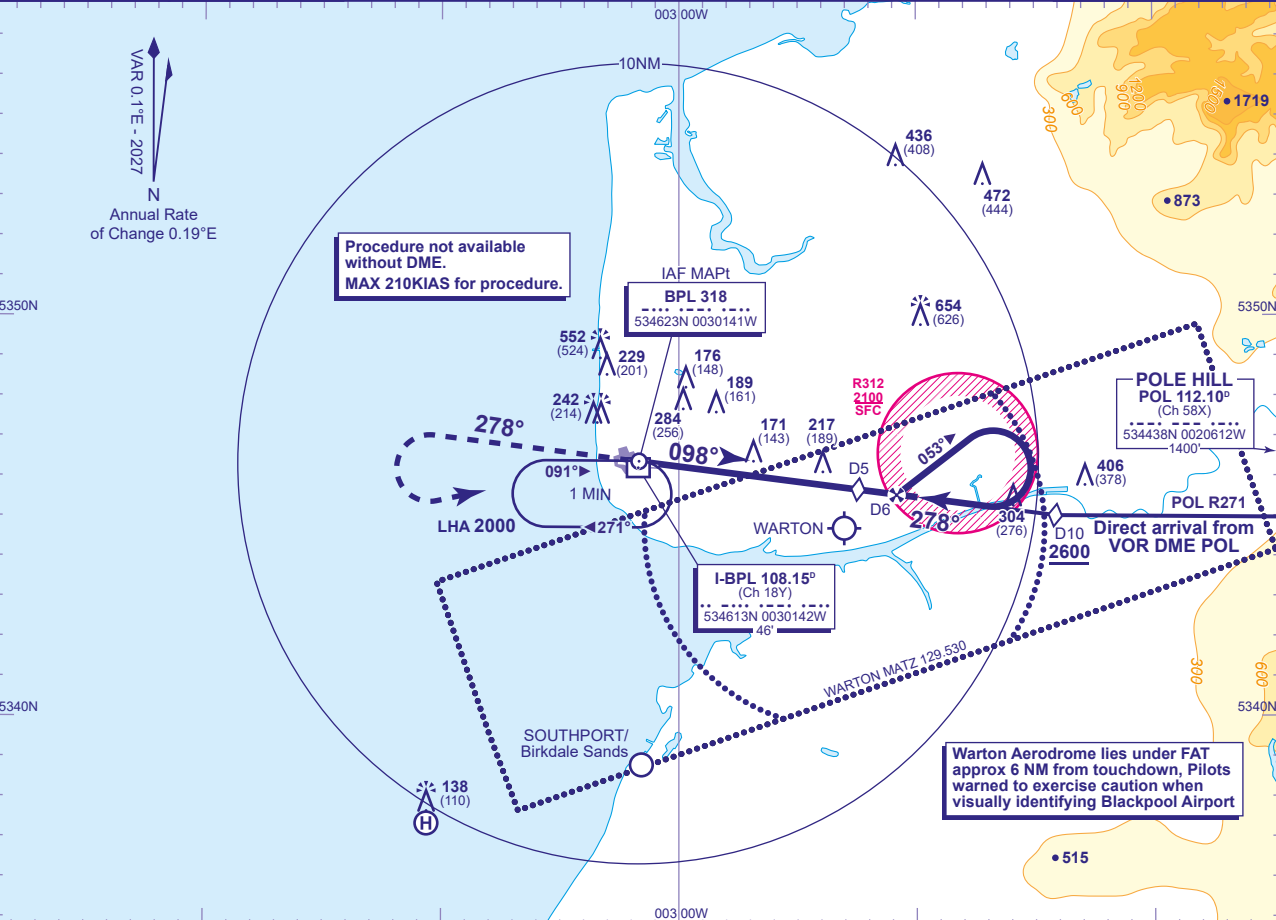 003 00W
VAR 0.1°E - 2027
N
Annual Rate
of Change 0.19°E
10NM
300
600
900
1200
1500
1719
873
436
(408)
472
(444)
Procedure not available
without DME.
MAX 210KIAS for procedure.
IAF MAPt
BPL 318
534623N 0030141W
5350N
5350N
654
(626)
552
(524)
229
(201)
176
(148)
189
(161)
242
(214)
284
(256)
R312
2100
SFC
POLE HILL
POL 112.10ᴰ
(Ch 58X)
534438N 0020612W
1400'
278°
171
(143)
217
(189)
098°
053°
091°
1 MIN
D5
406
(378)
LHA 2000
271°
WARTON
D6
278°
304
(276)
D10
2600
POL R271
Direct arrival from
VOR DME POL
I-BPL 108.15ᴰ
(Ch 18Y)
534613N 0030142W
46'
WARTON MATZ 129.530
300
600
5340N
5340N
SOUTHPORT/
Birkdale Sands
138
(110)
H
Warton Aerodrome lies under FAT
approx 6 NM from touchdown, Pilots
warned to exercise caution when
visually identifying Blackpool Airport
515
003 00W